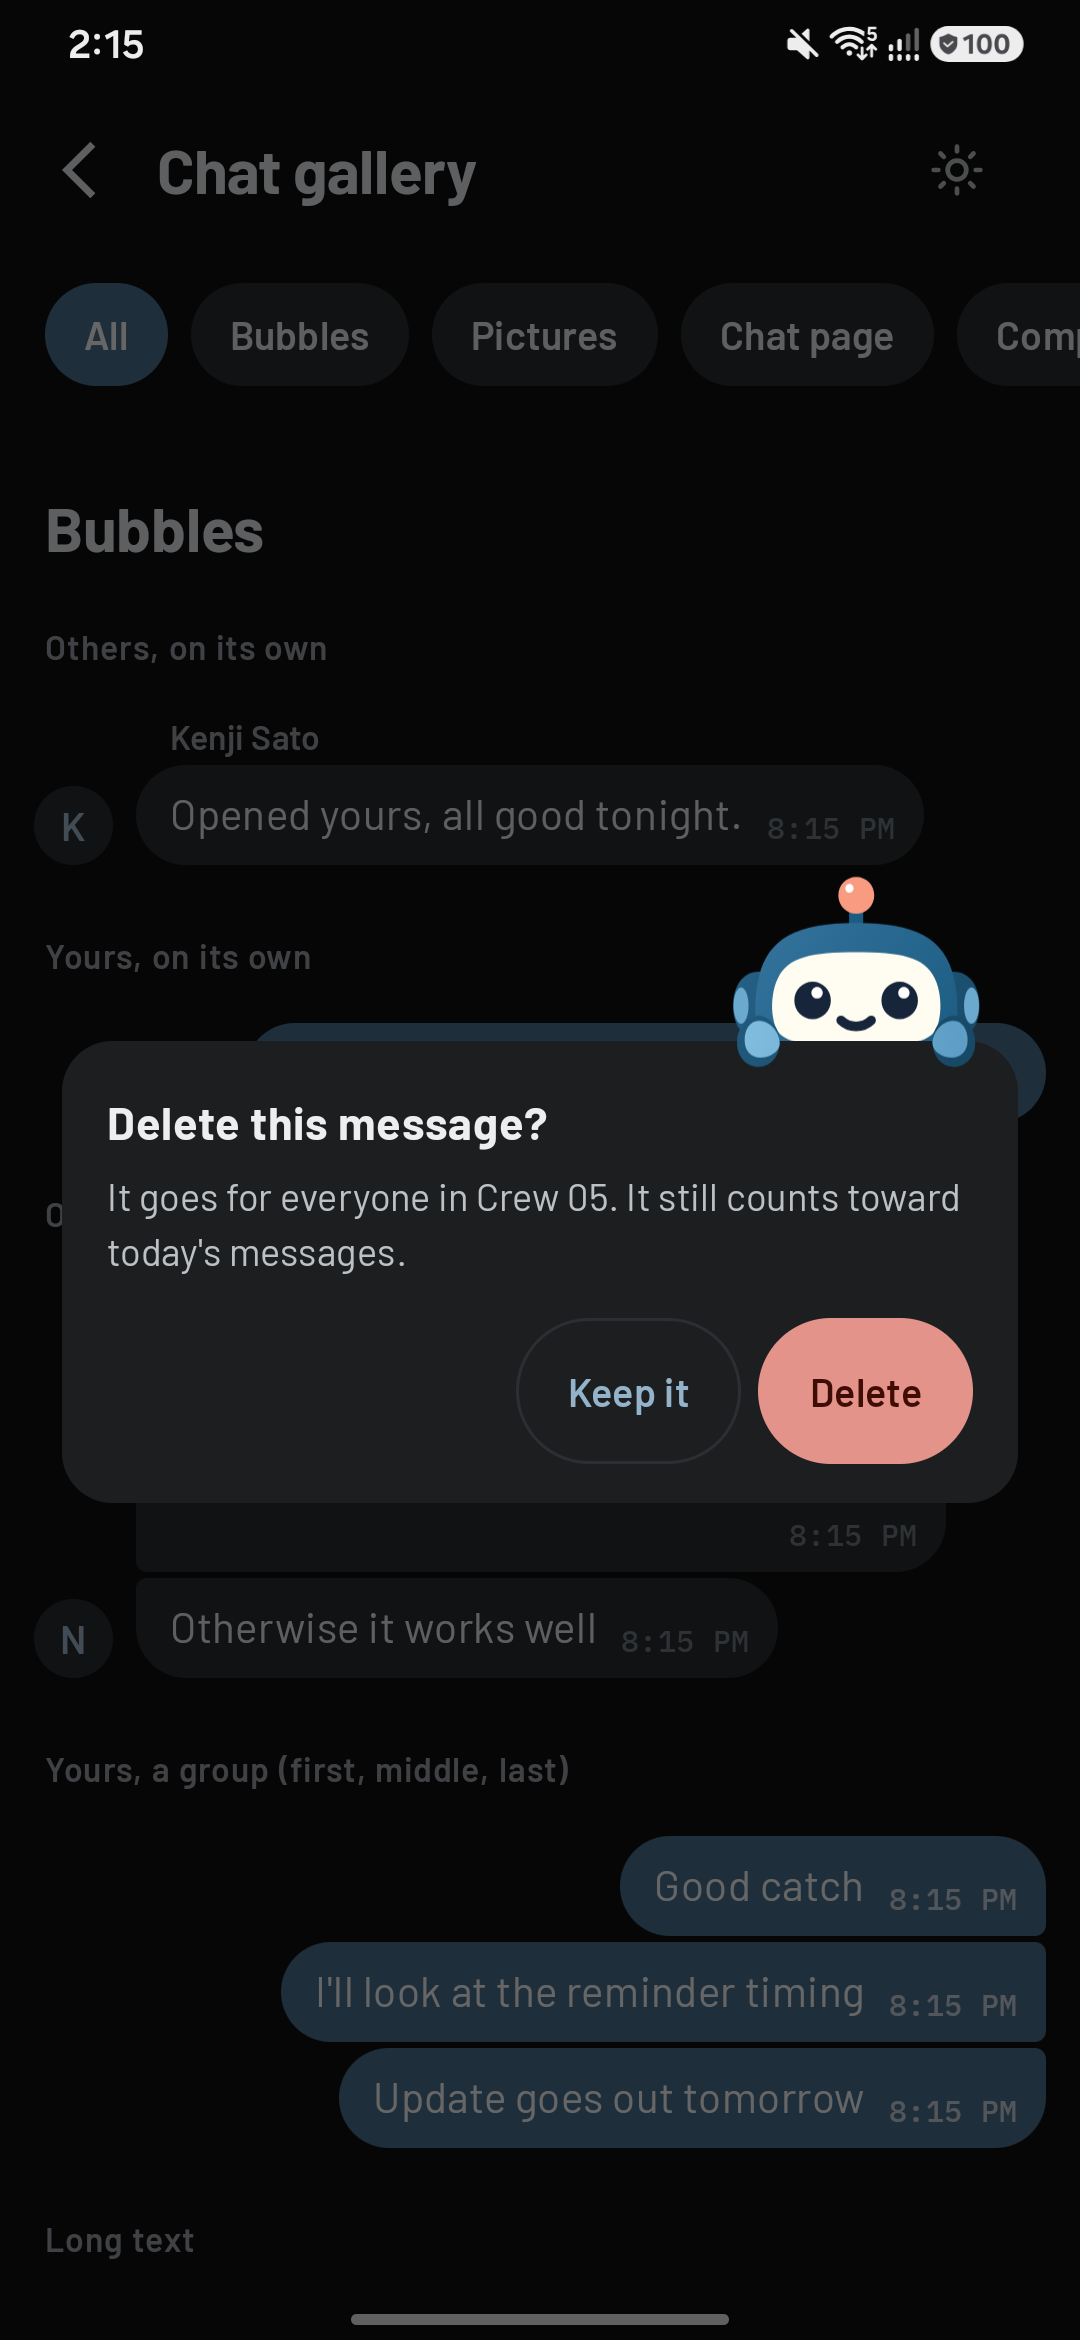 2:15
5
100
Chat gallery
All
Bubbles
Pictures
Chat page
Bubbles
Others, on its own
Kenji Sato
K
Opened yours, all good tonight.
8:15 PM
Yours, on its own
Delete this message?
It goes for everyone in Crew 05. It still counts toward
today's messages.
Keep it
Delete
8:15 PM
N
Otherwise it works well
8:15 PM
Yours, a group (first, middle, last)
Good catch
8:15 PM
I'll look at the reminder timing
8:15 PM
Update goes out tomorrow
8:15 PM
Long text